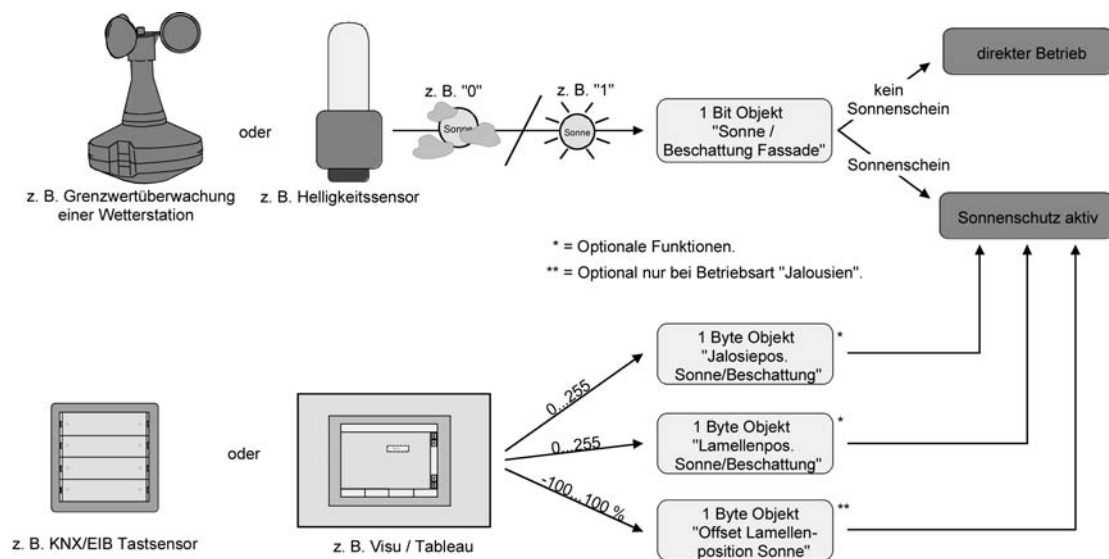 direkter Betrieb
z. B. "0"
z. B. "1"
kein
Sonnenschein
oder
Sonne
Sonne
1 Bit Objekt
"Sonne /
Beschattung Fassade"
Sonnenschein
z. B. Grenzwertüberwachung
einer Wetterstation
z. B. Helligkeitssensor
Sonnenschutz aktiv
* = Optionale Funktionen.
** = Optional nur bei Betriebsart "Jalousien".
1 Byte Objekt
"Jalosiepos.
Sonne/Beschattung"
*
0...255
oder
0...255
1 Byte Objekt
"Lamellenpos.
Sonne/Beschattung"
*
-100...100 %
1 Byte Objekt
"Offset Lamellen-
position Sonne"
**
z. B. KNX/EIB Tastsensor
z. B. Visu / Tableau